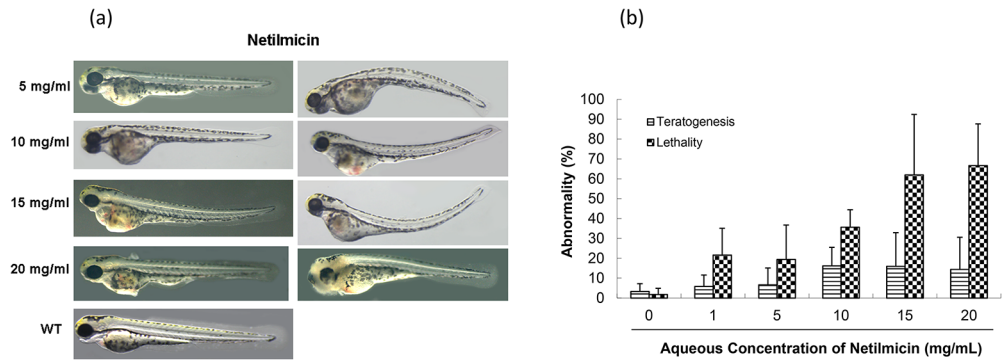 (a)
Netilmicin
5 mg/ml
10 mg/ml
15 mg/ml
20 mg/ml
WT
(b)
Abnormality (%)
100
90
80
70
60
50
40
30
20
10
0
Teratogenesis
Lethality
0 1 5 10 15 20
Aqueous Concentration of Netilmicin (mg/mL)